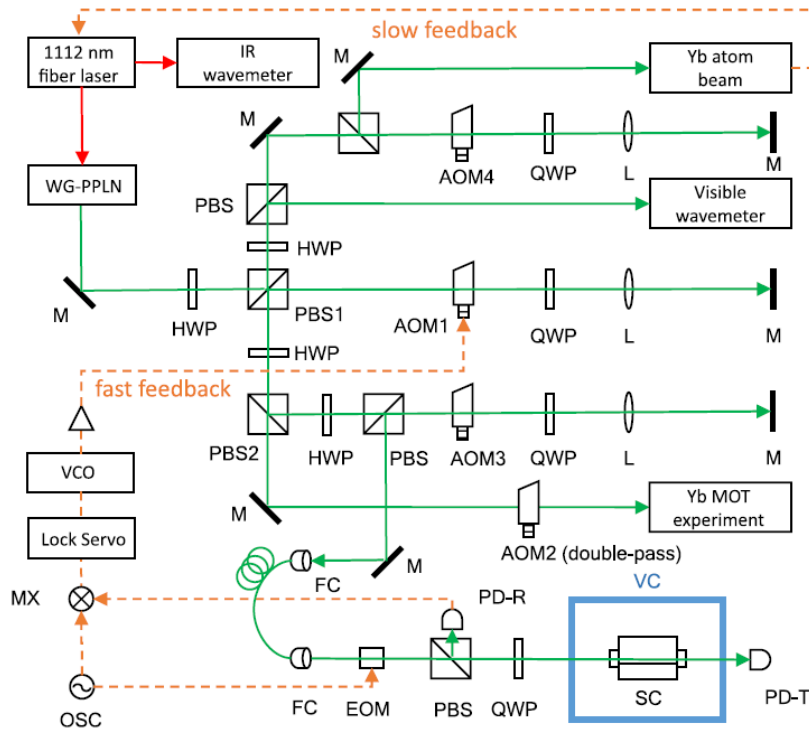 slow feedback
1112 nm
fiber laser
IR
wavemeter
M
Yb atom
beam
M
AOM4
QWP
L
M
WG-PPLN
PBS
Visible
wavemeter
HWP
M
HWP
PBS1
AOM1
QWP
L
M
HWP
fast feedback
PBS2
HWP
PBS
AOM3
QWP
L
M
VCO
Lock Servo
M
AOM2 (double-pass)
Yb MOT
experiment
MX
FC
M
PD-R
VC
OSC
FC
EOM
PBS
QWP
SC
PD-T